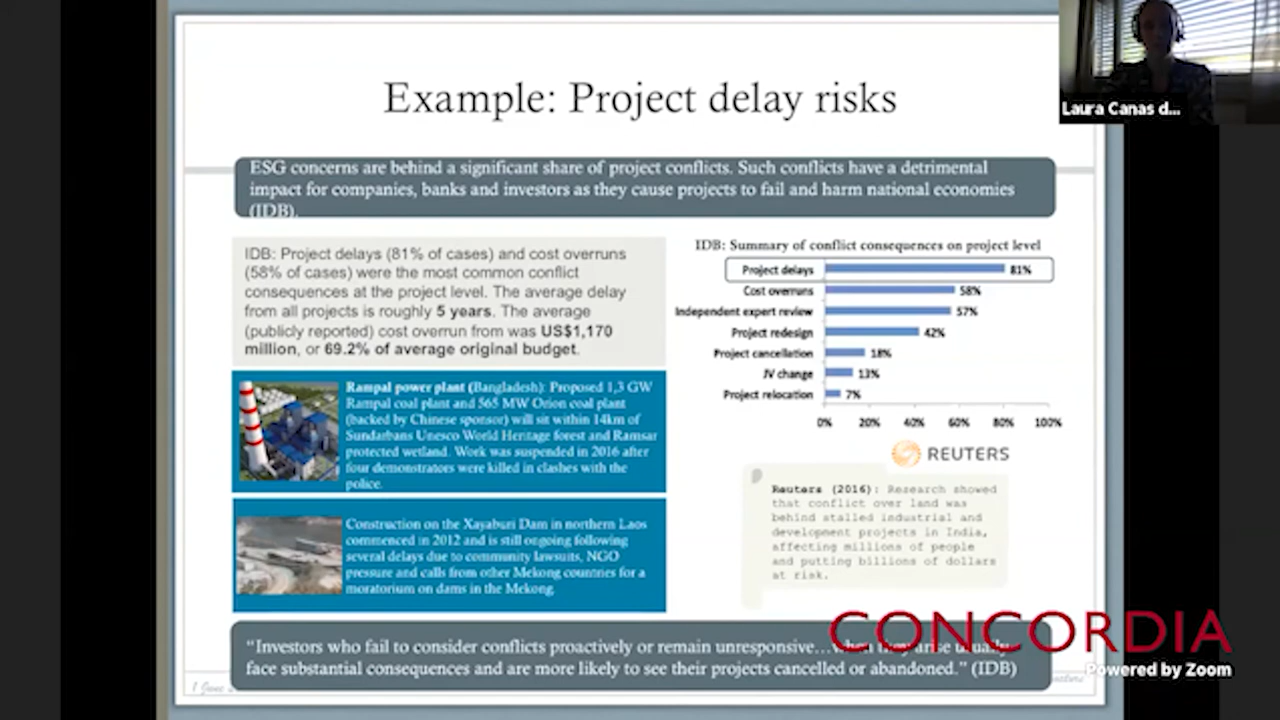 Laura Canas d...
Example: Project delay risks
ESG concerns are behind a significant share of project conflicts. Such conflicts have a detrimental
impact for companies, banks and investors as they cause projects to fail and harm national economies
(IDB).
IDB: Project delays (81% of cases) and cost overruns
(58% of cases) were the most common conflict
consequences at the project level. The average delay
from all projects is roughly 5 years. The average
(publicly reported) cost overrun from was US$1,170
million, or 69.2% of average original budget.
Rampal power plant (Bangladesh): Proposed 1,3 GW
Rampal coal plant and 565 MW Orion coal plant
(backed by Chinese sponsor) will sit within 14km of
Sundarbans Unesco World Heritage forest and Ramsar
protected wetland. Work was suspended in 2016 after
four demonstrators were killed in clashes with the
police.
Construction on the Xayaburi Dam in northern Laos
commenced in 2012 and is still ongoing following
several delays due to community lawsuits, NGO
pressure and calls from other Mekong countries for a
moratorium on dams in the Mekong
IDB: Summary of conflict consequences on project level
Project delays 81%
Cost overruns 58%
Independent expert review 57%
Project redesign 42%
Project cancellation 18%
JV change 13%
Project relocation 7%
0% 20% 40% 60% 80% 100%
REUTERS
Reuters (2016): Research showed
that conflict over land was
behind stalled industrial and
development projects in India,
affecting millions of people
and putting billions of dollars
at risk.
"Investors who fail to consider conflicts proactively or remain unresponsive…when they arise usually
face substantial consequences and are more likely to see their projects cancelled or abandoned." (IDB)
CONCORDIA
Powered by Zoom
1 June